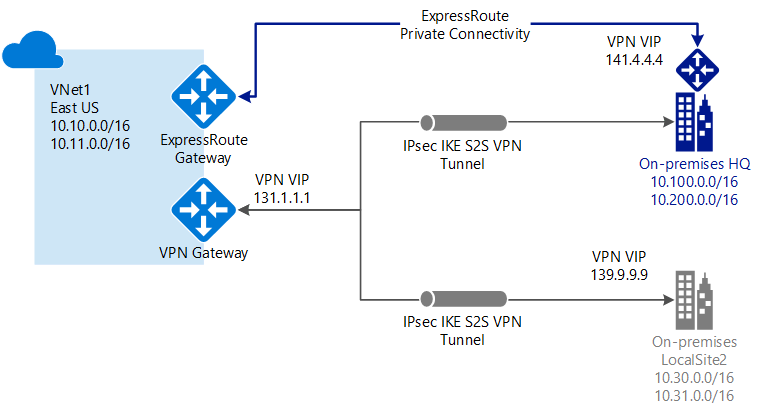 ExpressRoute
Private Connectivity
VPN VIP
141.4.4.4
VNet1
East US
10.10.0.0/16
10.11.0.0/16
ExpressRoute
Gateway
IPsec IKE S2S VPN
Tunnel
On-premises HQ
10.100.0.0/16
10.200.0.0/16
VPN VIP
131.1.1.1
VPN Gateway
VPN VIP
139.9.9.9
IPsec IKE S2S VPN
Tunnel
On-premises
LocalSite2
10.30.0.0/16
10.31.0.0/16